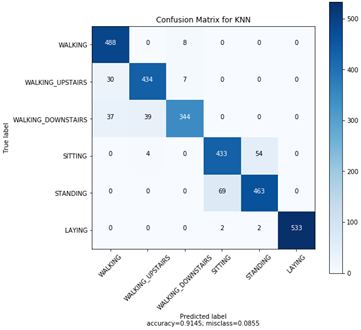 Confusion Matrix for KNN
WALKING 488 0 8 0 0 0
WALKING_UPSTAIRS 30 434 7 0 0 0
WALKING_DOWNSTAIRS 37 39 344 0 0 0
SITTING 0 4 0 433 54 0
STANDING 0 0 0 69 463 0
LAYING 0 0 0 2 2 533
True label
WALKING WALKING_UPSTAIRS WALKING_DOWNSTAIRS SITTING STANDING LAYING
Predicted label
accuracy=0.9145; misclass=0.0855
500
400
300
200
100
0